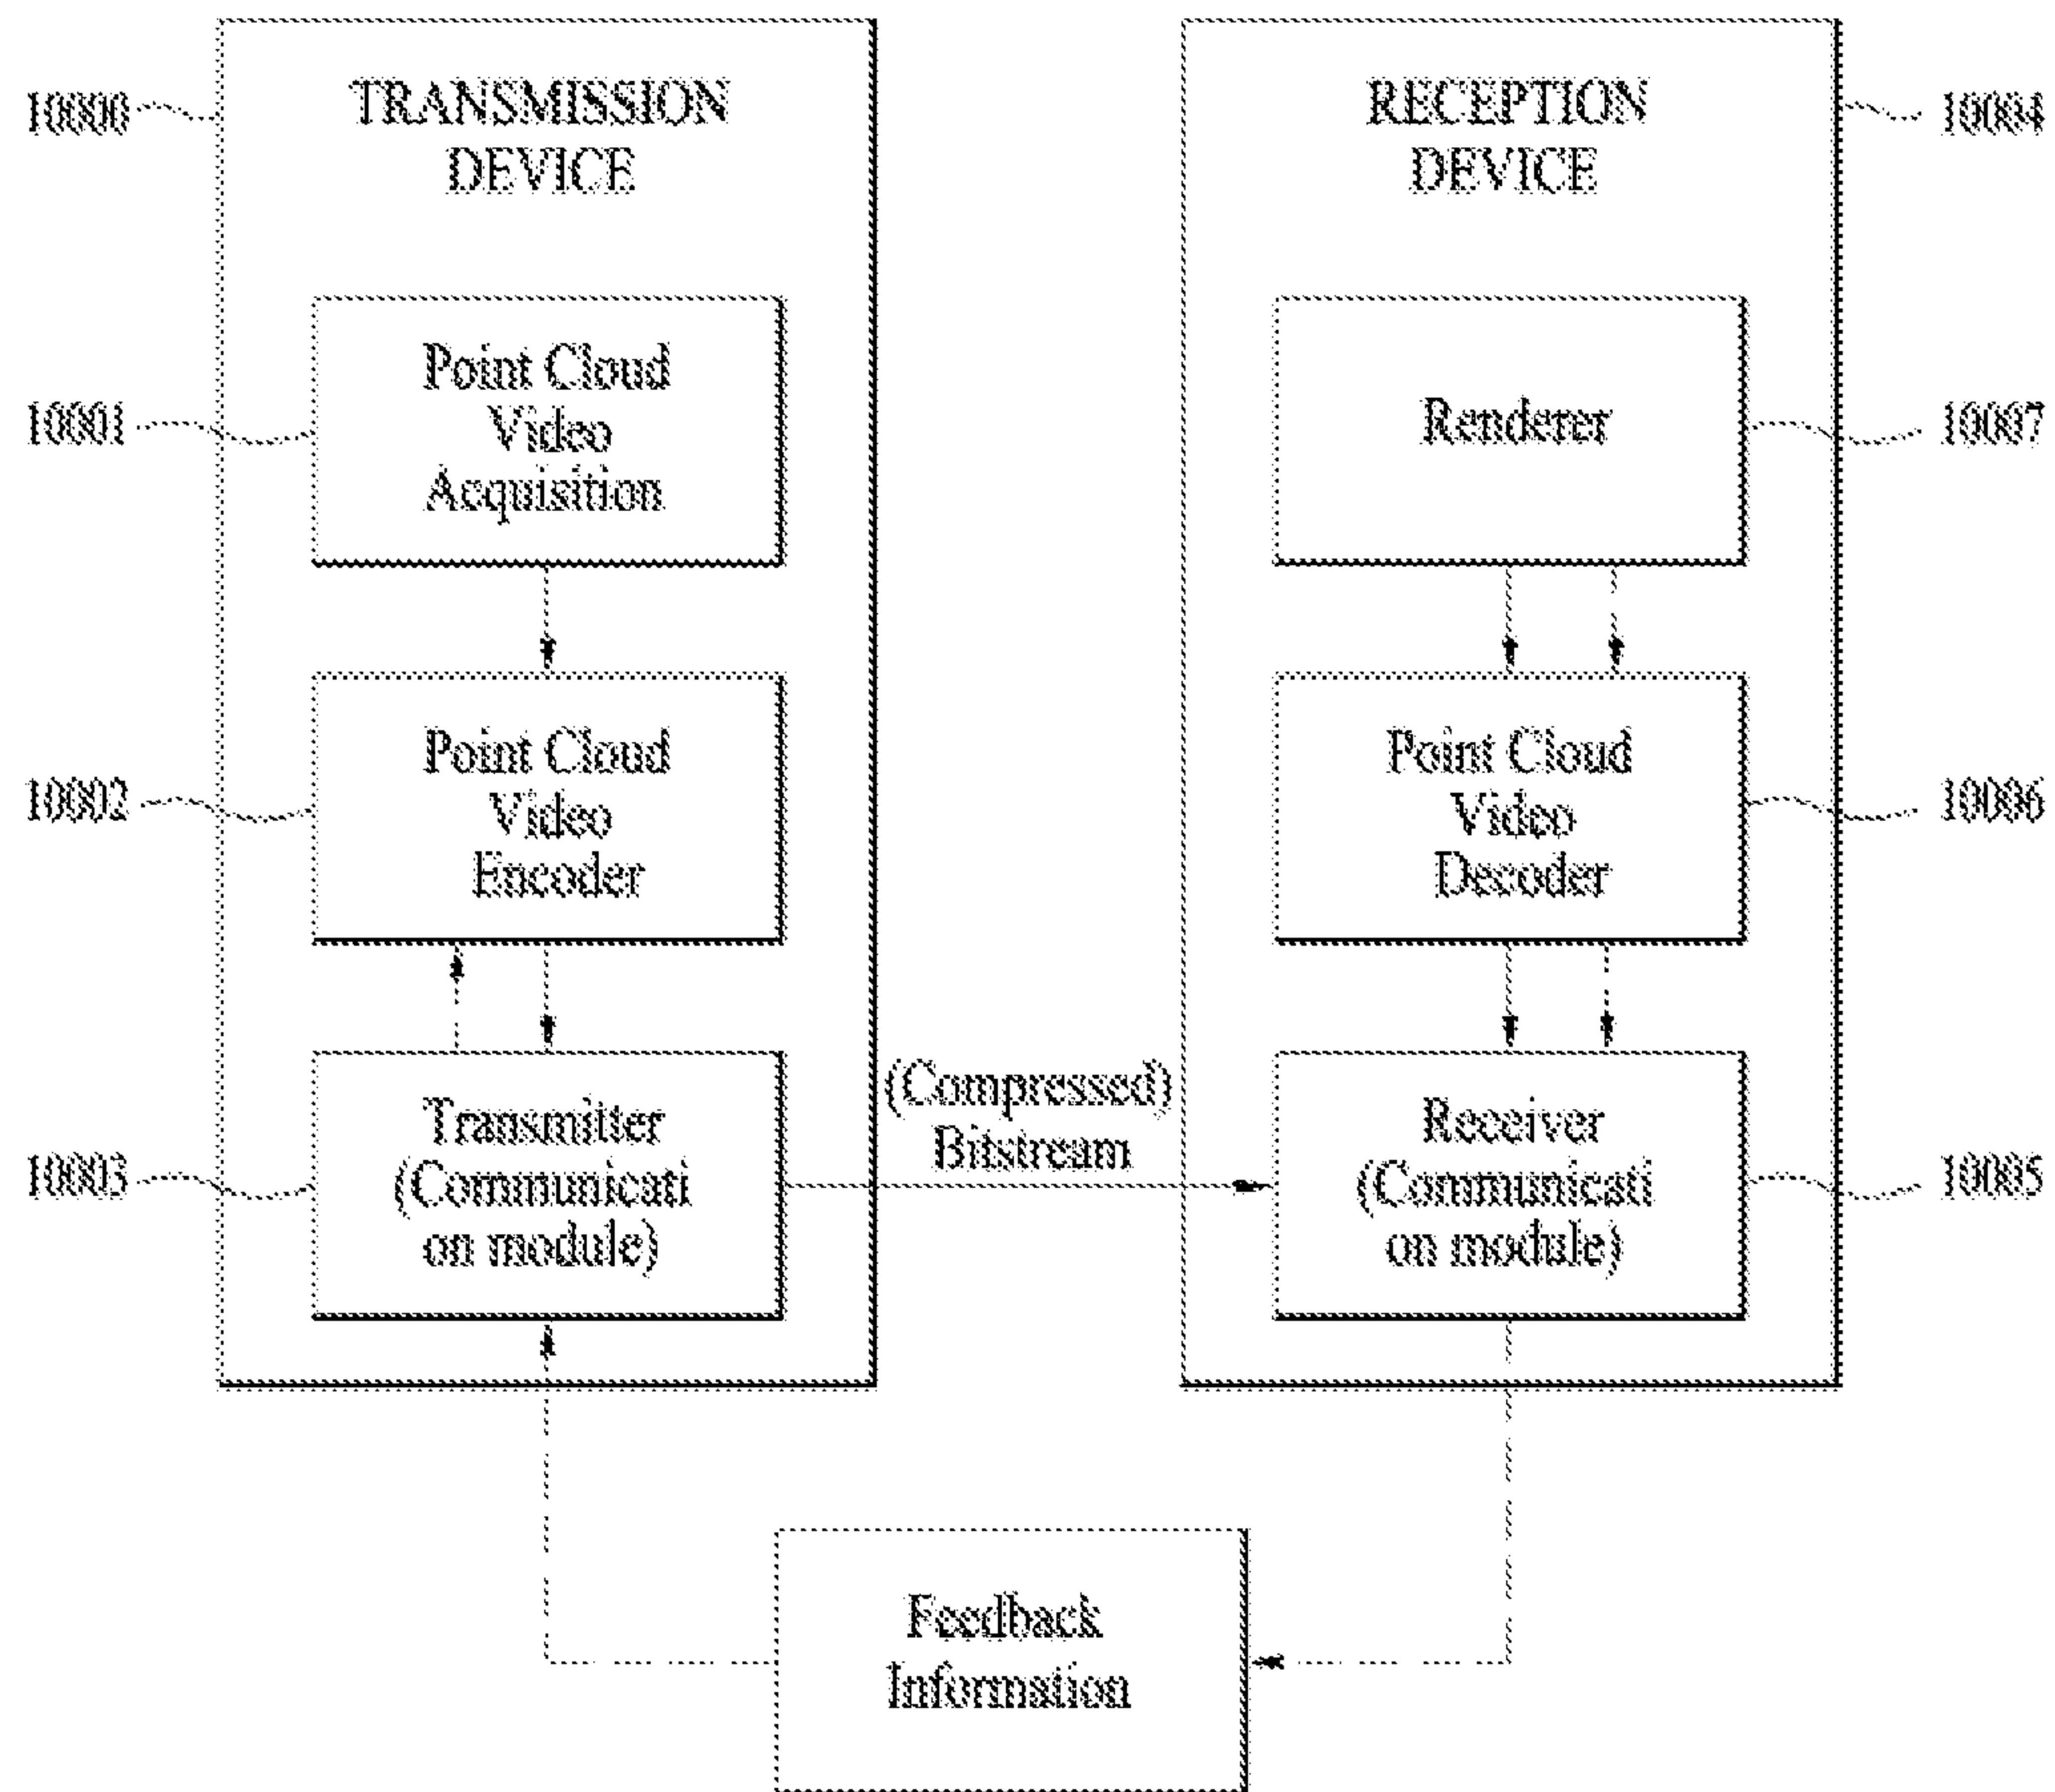 TRANSMISSION
DEVICE
10000
Point Cloud
Video
Acquisition
10001
Point Cloud
Video
Encoder
10002
Transmitter
(Communicati
on module)
10003
(Compressed)
Bitstream
RECEPTION
DEVICE
10004
Renderer
10007
Point Cloud
Video
Decoder
10006
Receiver
(Communicati
on module)
10005
Feedback
Information